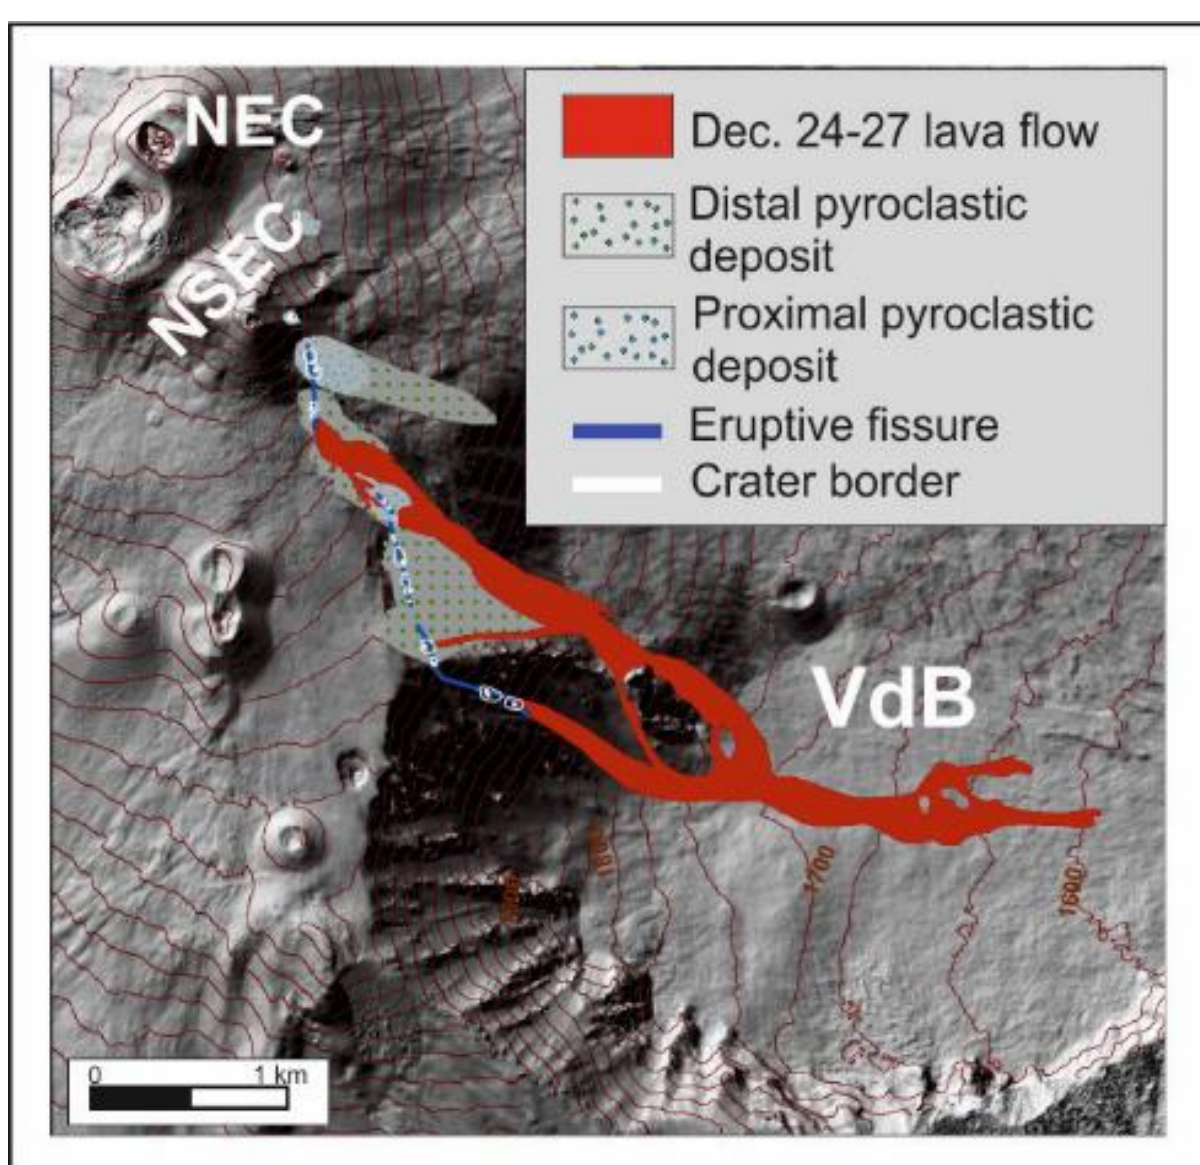 NEC
NSEC
Dec. 24-27 lava flow
Distal pyroclastic
deposit
Proximal pyroclastic
deposit
Eruptive fissure
Crater border
VdB
1700
1600
0 1 km